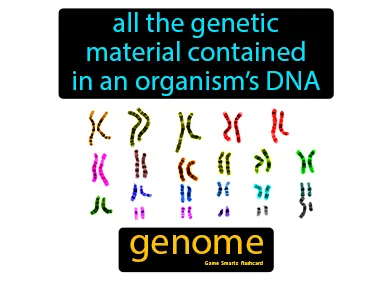 all the genetic
material contained
in an organism's DNA
genome
Game Smartz flashcard